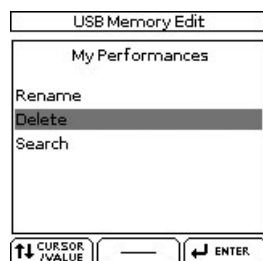 USB Memory Edit
My Performances
Rename
Delete
Search
CURSOR
/VALUE
ENTER